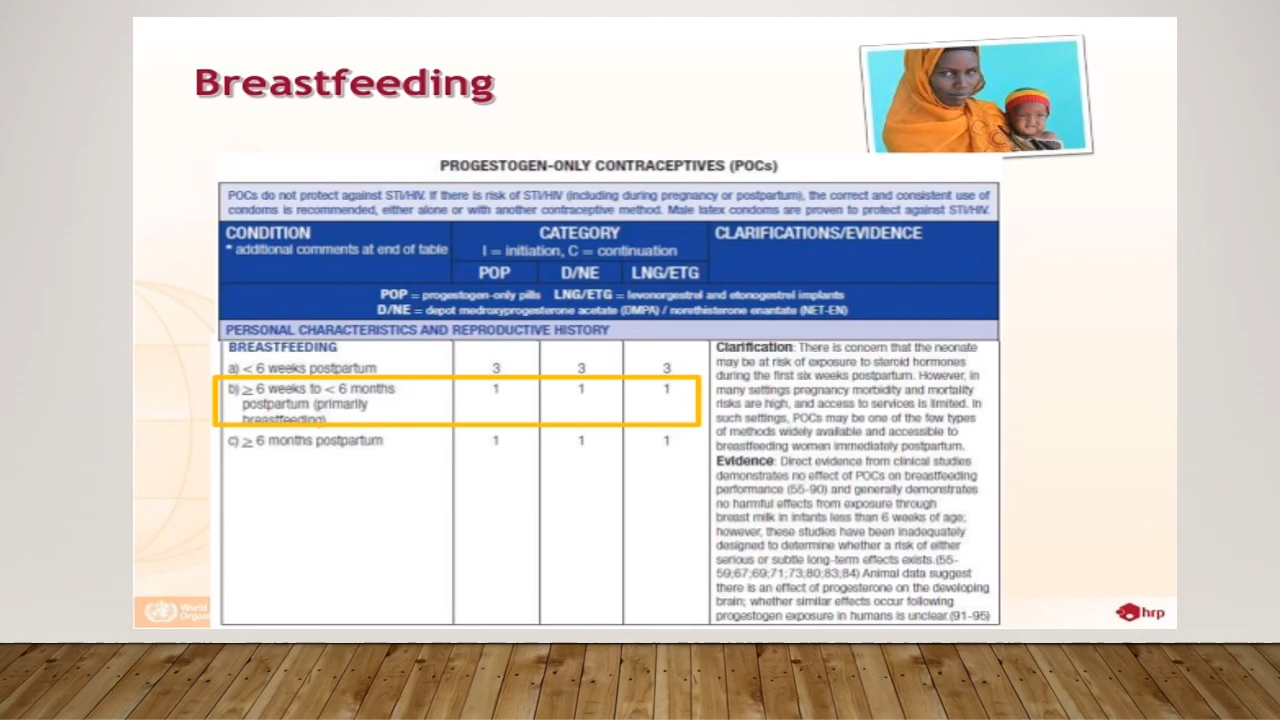 Breastfeeding
PROGESTOGEN-ONLY CONTRACEPTIVES (POCs)
POCs do not protect against STI/HIV. If there is risk of STI/HIV (including during pregnancy or postpartum), the correct and consistent use of
condoms is recommended, either alone or with another contraceptive method. Male latex condoms are proven to protect against STI/HIV.
CONDITION
* additional comments at end of table
CATEGORY
I = initiation, C = continuation
CLARIFICATIONS/EVIDENCE
POP D/NE LNG/ETG
POP = progestogen-only pills LNG/ETG = levonorgestrel and etonogestrel implants
D/NE = depot medroxyprogesterone acetate (DMPA) / norethisterone enantate (NET-EN)
PERSONAL CHARACTERISTICS AND REPRODUCTIVE HISTORY
BREASTFEEDING
a) < 6 weeks postpartum 3 3 3
b) ≥ 6 weeks to < 6 months 1 1 1
postpartum (primarily
breastfeeding)
c) ≥ 6 months postpartum 1 1 1
Clarification: There is concern that the neonate
may be at risk of exposure to steroid hormones
during the first six weeks postpartum. However, in
many settings pregnancy morbidity and mortality
risks are high, and access to services is limited. In
such settings, POCs may be one of the few types
of methods widely available and accessible to
breastfeeding women immediately postpartum.
Evidence: Direct evidence from clinical studies
demonstrates no effect of POCs on breastfeeding
performance (55-90) and generally demonstrates
no harmful effects from exposure through
breast milk in infants less than 6 weeks of age;
however, these studies have been inadequately
designed to determine whether a risk of either
serious or subtle long-term effects exists.(55-
59;67;69;71;73;80;83;84) Animal data suggest
there is an effect of progesterone on the developing
brain; whether similar effects occur following
progestogen exposure in humans is unclear.(91-95)
World
Organ
hrp